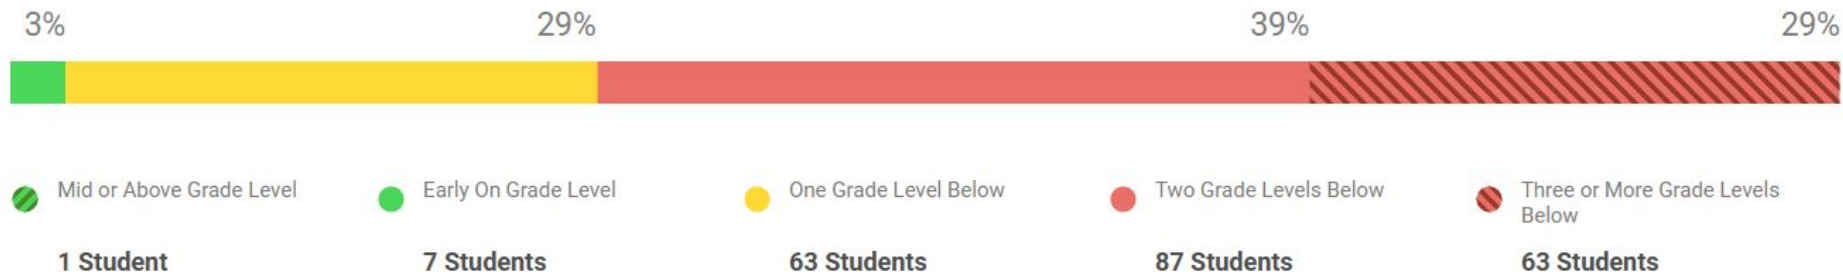 3% 29% 39% 29%
Mid or Above Grade Level
1 Student
Early On Grade Level
7 Students
One Grade Level Below
63 Students
Two Grade Levels Below
87 Students
Three or More Grade Levels
Below
63 Students